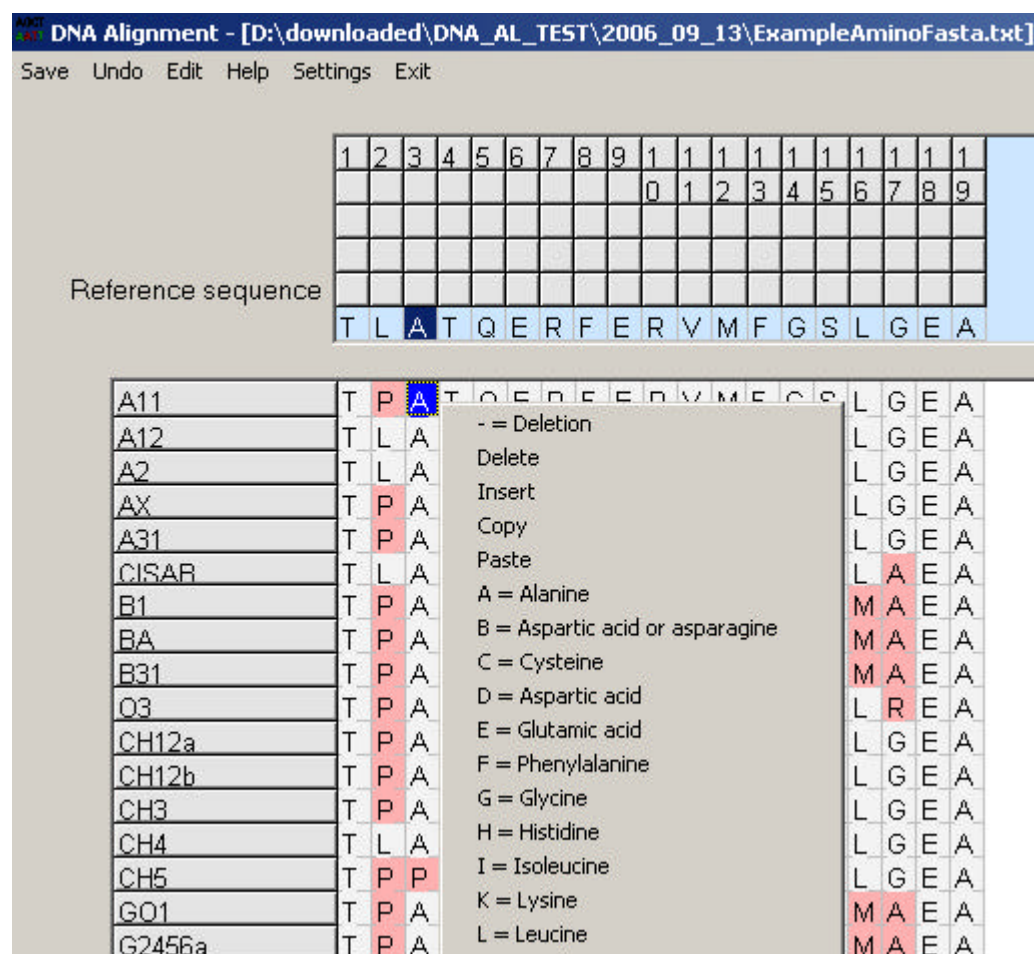 DNA Alignment - [D:\downloaded\DNA_AL_TEST\2006_09_13\ExampleAminoFasta.txt]
Save Undo Edit Help Settings Exit
1 2 3 4 5 6 7 8 9 1 1 1 1 1 1 1 1 1 1
0 1 2 3 4 5 6 7 8 9
Reference sequence
T L A T Q E R F E R V M F G S L G E A
A11 T P A T Q E R F E R V M F G S L G E A
A12 T L A L G E A
A2 T L A L G E A
AX T P A L G E A
A31 T P A L G E A
CISAR T L A L A E A
B1 T P A M A E A
BA T P A M A E A
B31 T P A M A E A
O3 T P A L R E A
CH12a T P A L G E A
CH12b T P A L G E A
CH3 T P A L G E A
CH4 T L A L G E A
CH5 T P P L G E A
GO1 T P A M A E A
G2456a T P A M A E A
- = Deletion
Delete
Insert
Copy
Paste
A = Alanine
B = Aspartic acid or asparagine
C = Cysteine
D = Aspartic acid
E = Glutamic acid
F = Phenylalanine
G = Glycine
H = Histidine
I = Isoleucine
K = Lysine
L = Leucine